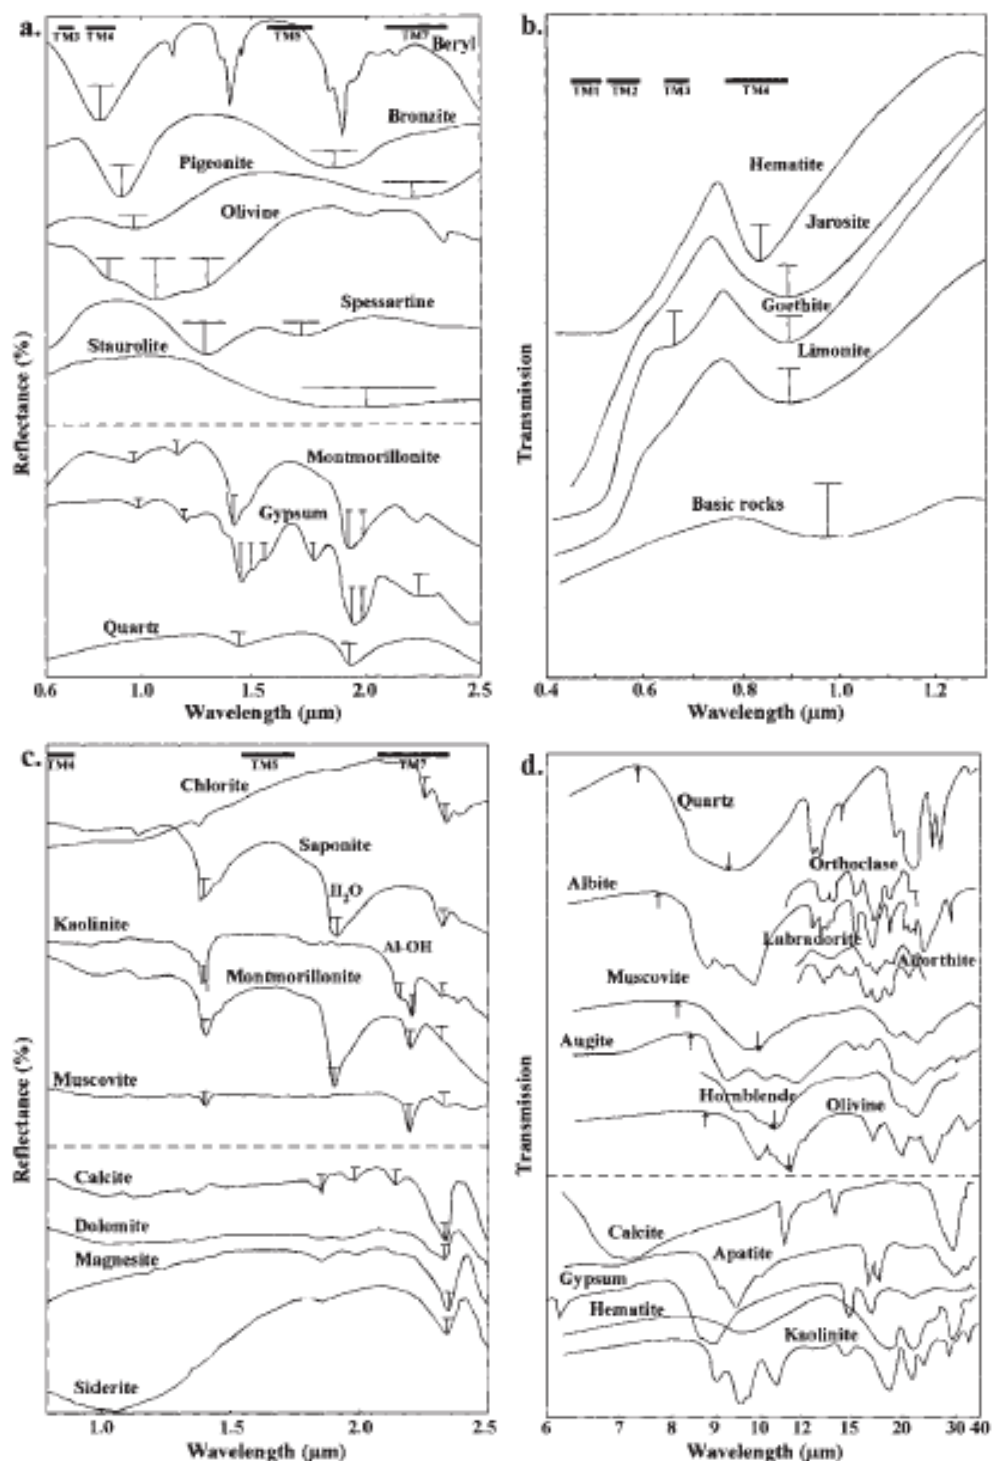 a.
TM3 TM4 TM5 TM7
Beryl
Bronzite
Pigeonite
Olivine
Spessartine
Staurolite
Montmorillonite
Gypsum
Quartz
Reflectance (%)
0.6 1.0 1.5 2.0 2.5
Wavelength (μm)
b.
TM1 TM2 TM3 TM4
Hematite
Jarosite
Goethite
Limonite
Basic rocks
Transmission
0.4 0.6 0.8 1.0 1.2
Wavelength (μm)
c.
TM4 TM5 TM7
Chlorite
Saponite
H2O
Kaolinite
Al-OH
Montmorillonite
Muscovite
Calcite
Dolomite
Magnesite
Siderite
Reflectance (%)
1.0 1.5 2.0 2.5
Wavelength (μm)
d.
Quartz
Orthoclase
Albite
Labradorite
Anorthite
Muscovite
Augite
Hornblende
Olivine
Calcite
Apatite
Gypsum
Hematite
Kaolinite
Transmission
6 7 8 9 10 12 15 20 30 40
Wavelength (μm)